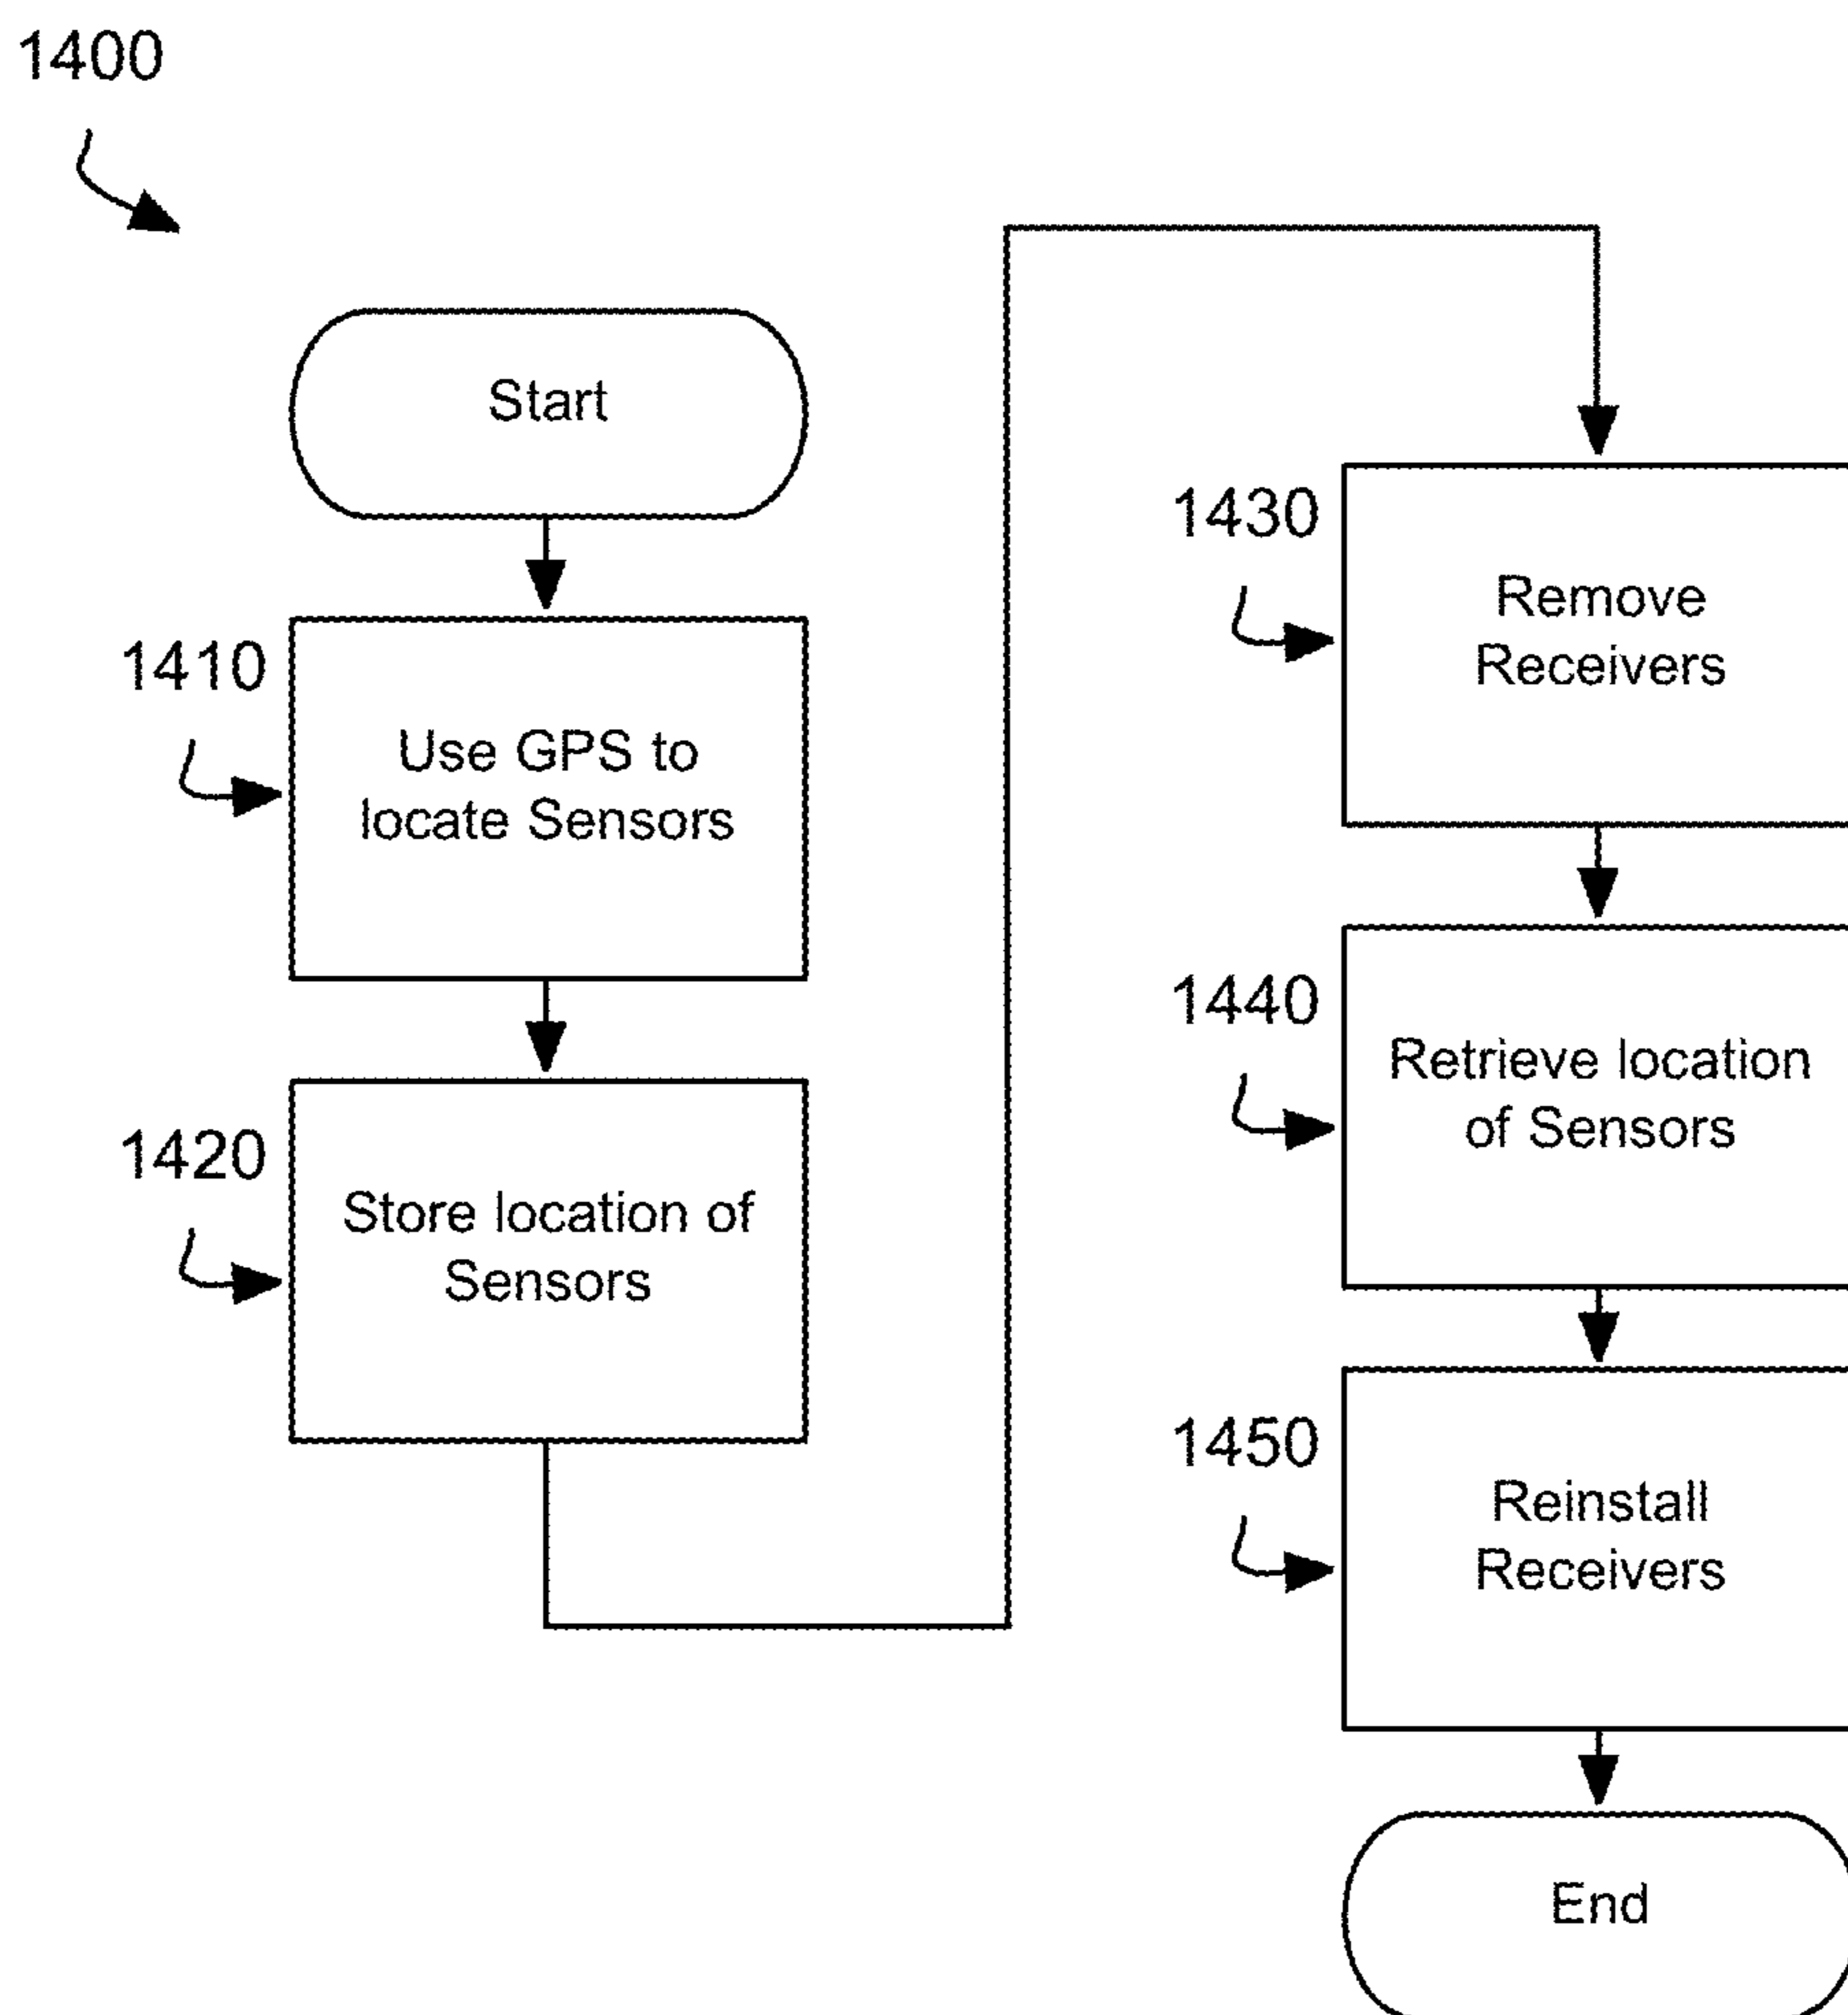 1400
Start
1410
Use GPS to
locate Sensors
1420
Store location of
Sensors
1430
Remove
Receivers
1440
Retrieve location
of Sensors
1450
Reinstall
Receivers
End